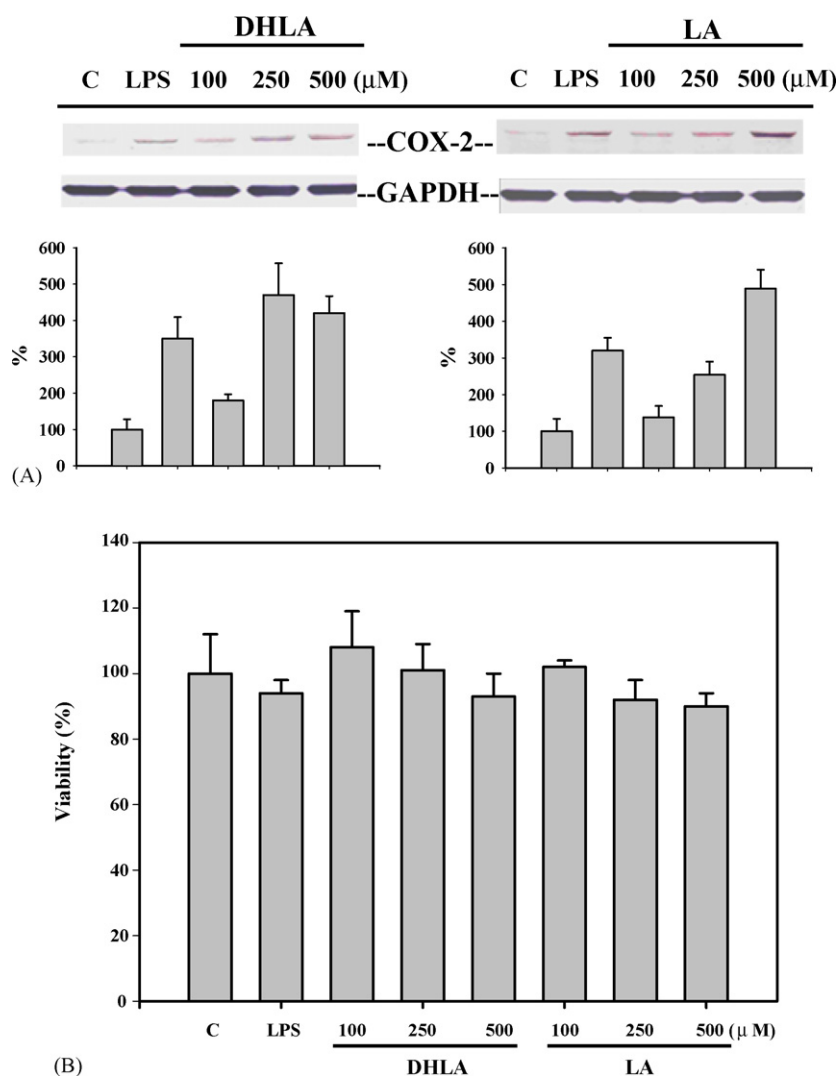 DHLA
C LPS 100 250 500 (μM)
LA
C LPS 100 250 500 (μM)
--COX-2--
--GAPDH--
600
500
400
300
200
100
0
%
600
500
400
300
200
100
0
%
(A)
140
120
100
80
60
40
20
0
Viability (%)
C LPS 100 250 500 100 250 500 (μ M)
DHLA LA
(B)